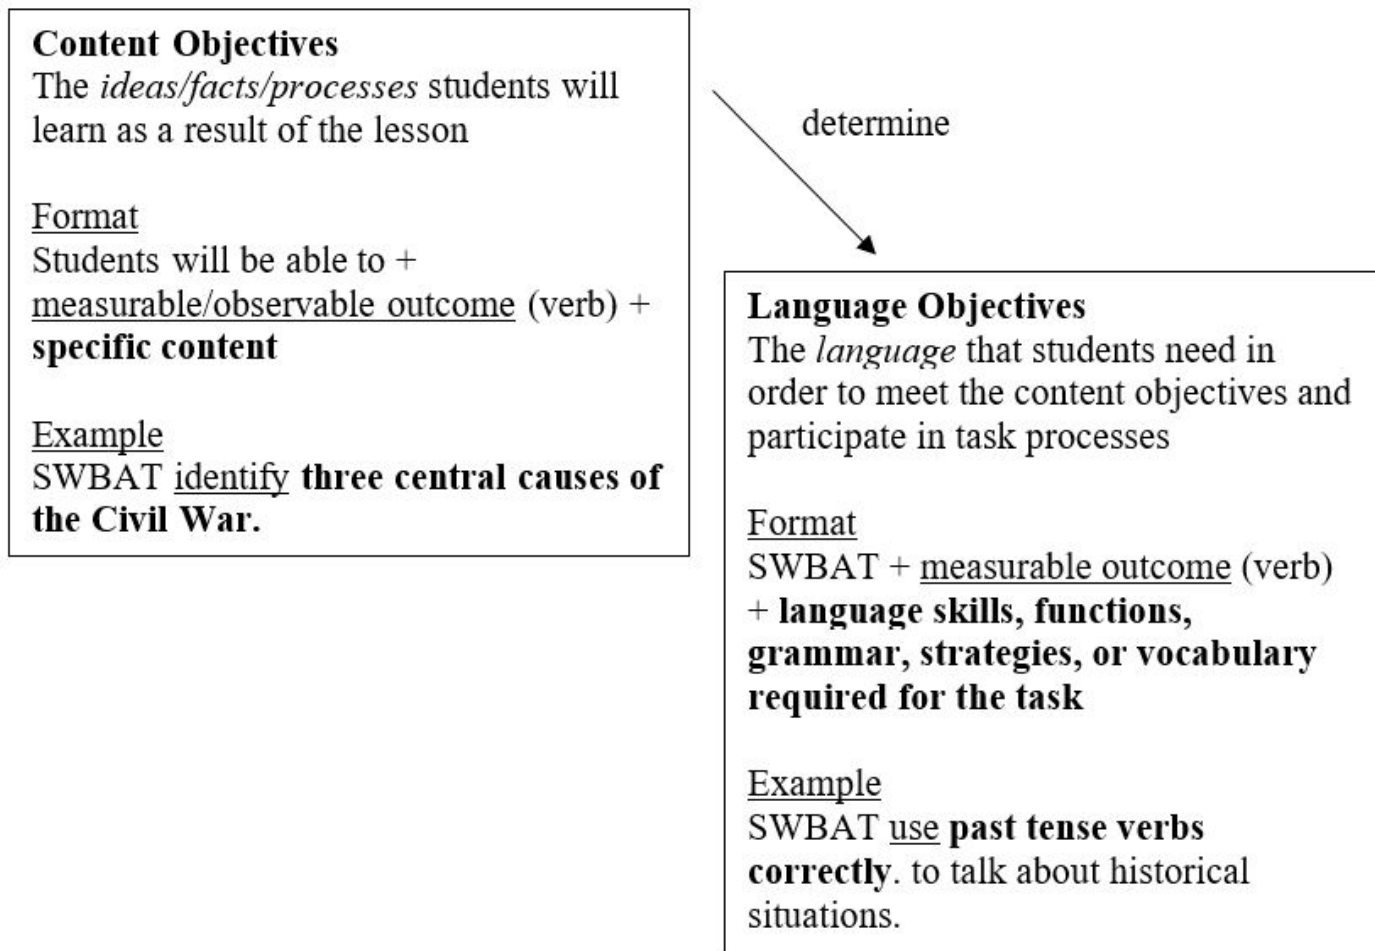 Content Objectives
The ideas/facts/processes students will
learn as a result of the lesson
Format
Students will be able to +
measurable/observable outcome (verb) +
specific content
Example
SWBAT identify three central causes of
the Civil War.
determine
Language Objectives
The language that students need in
order to meet the content objectives and
participate in task processes
Format
SWBAT + measurable outcome (verb)
+ language skills, functions,
grammar, strategies, or vocabulary
required for the task
Example
SWBAT use past tense verbs
correctly. to talk about historical
situations.